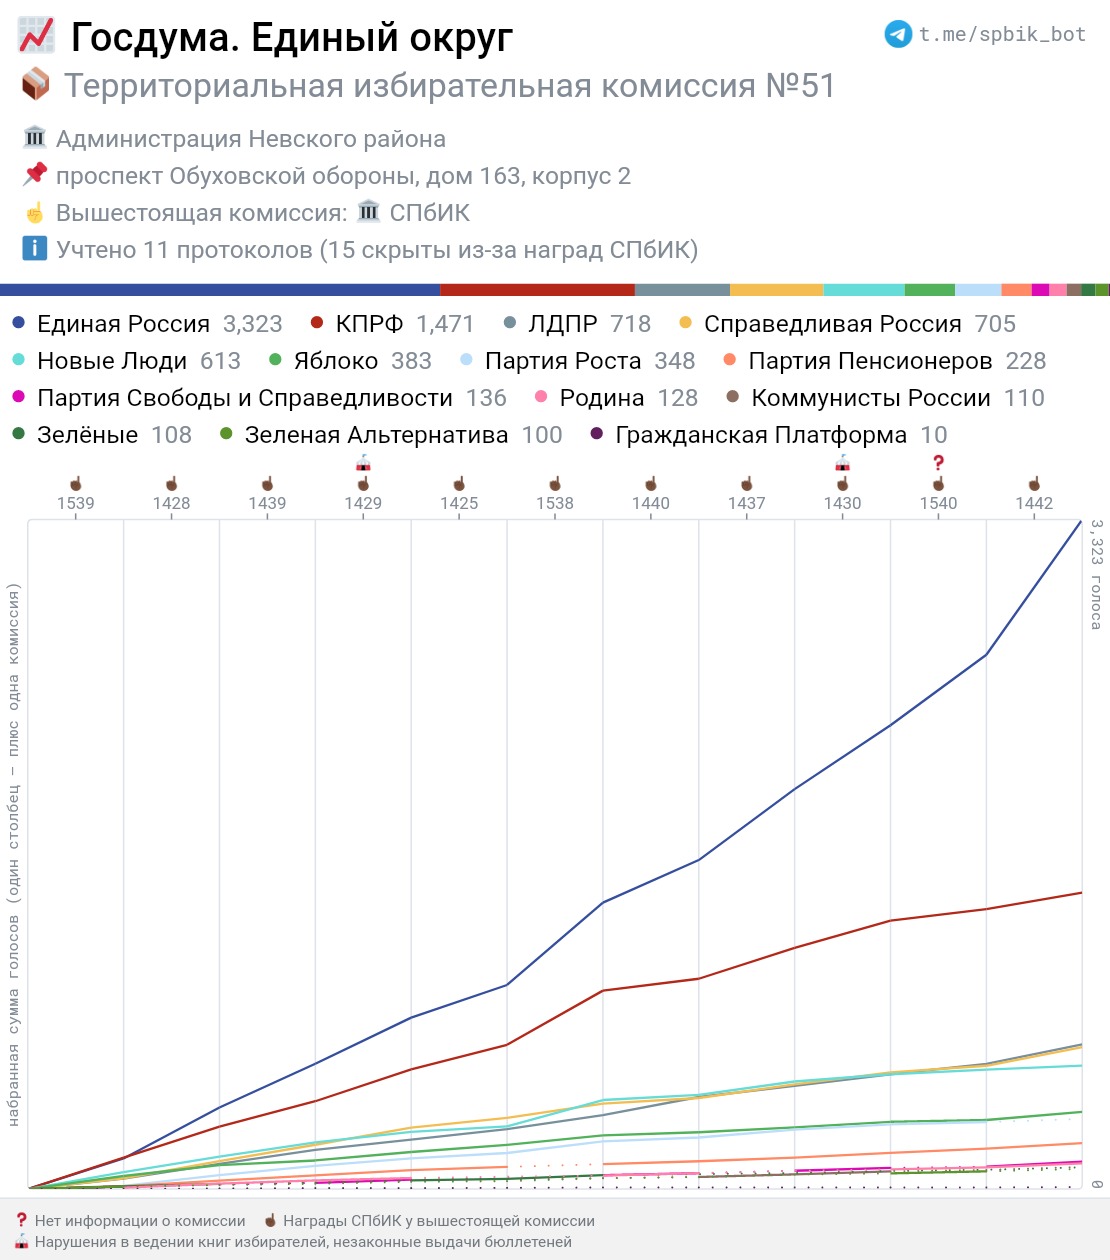 Госдума. Единый округ
t.me/spbik_bot
Территориальная избирательная комиссия №51
Администрация Невского района
проспект Обуховской обороны, дом 163, корпус 2
Вышестоящая комиссия: СПбИК
Учтено 11 протоколов (15 скрыты из-за наград СПбИК)
Единая Россия 3,323 КПРФ 1,471 ЛДПР 718 Справедливая Россия 705
Новые Люди 613 Яблоко 383 Партия Роста 348 Партия Пенсионеров 228
Партия Свободы и Справедливости 136 Родина 128 Коммунисты России 110
Зелёные 108 Зеленая Альтернатива 100 Гражданская Платформа 10
1539 1428 1439 1429 1425 1538 1440 1437 1430 1540 1442
набранная сумма голосов (один столбец — плюс одна комиссия)
3,323 голоса
0
Нет информации о комиссии Награды СПбИК у вышестоящей комиссии
Нарушения в ведении книг избирателей, незаконные выдачи бюллетеней